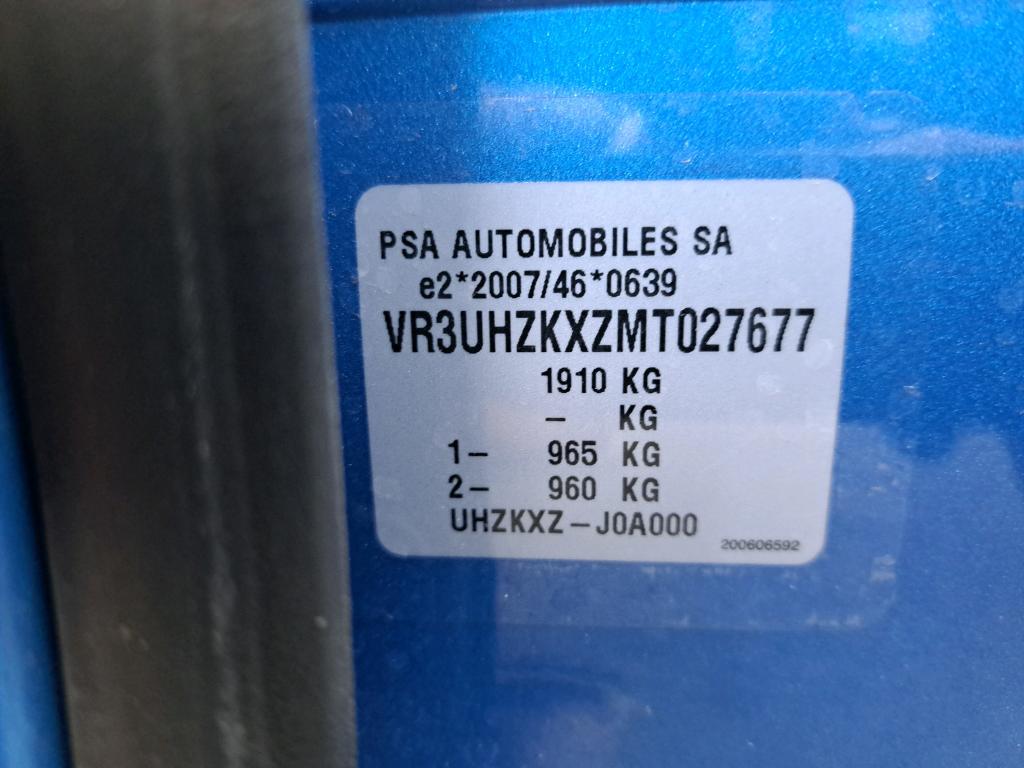 PSA AUTOMOBILES SA
e2*2007/46*0639
VR3UHZKXZMT027677
1910 KG
– KG
1– 965 KG
2– 960 KG
UHZKXZ–J0A000
200606592